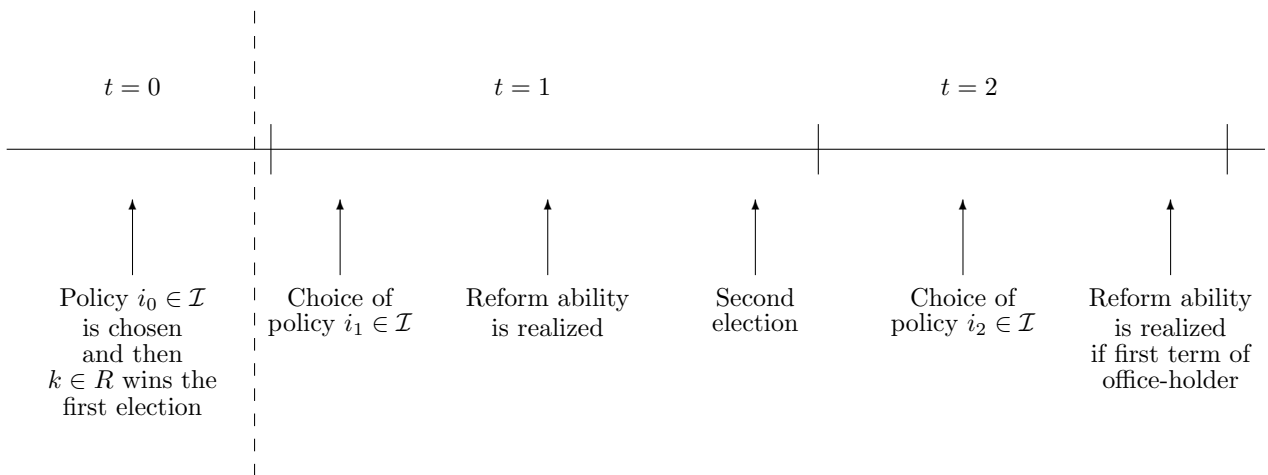 t = 0
t = 1
t = 2
Policy i₀ ∈ 𝓘
is chosen
and then
k ∈ R wins the
first election
Choice of
policy i₁ ∈ 𝓘
Reform ability
is realized
Second
election
Choice of
policy i₂ ∈ 𝓘
Reform ability
is realized
if first term of
office-holder